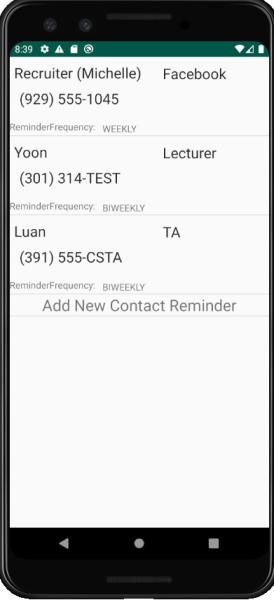 8:39
Recruiter (Michelle) Facebook
(929) 555-1045
ReminderFrequency: WEEKLY
Yoon Lecturer
(301) 314-TEST
ReminderFrequency: BIWEEKLY
Luan TA
(391) 555-CSTA
ReminderFrequency: BIWEEKLY
Add New Contact Reminder